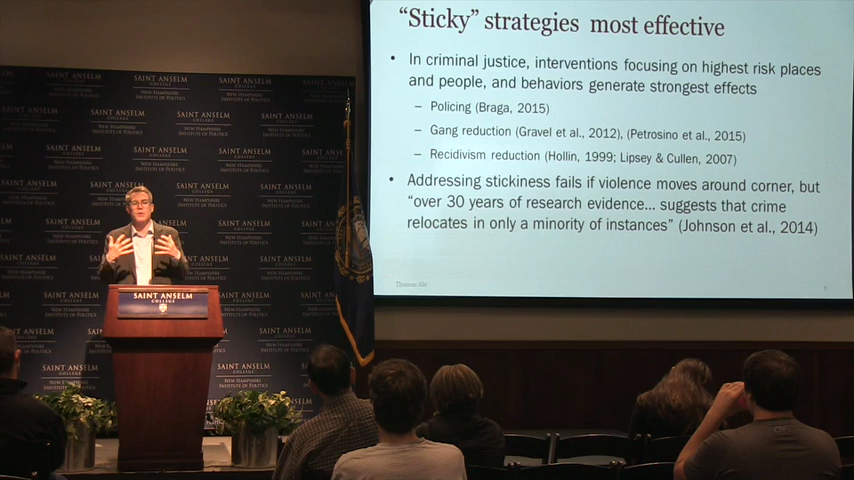 "Sticky" strategies most effective
• In criminal justice, interventions focusing on highest risk places
and people, and behaviors generate strongest effects
– Policing (Braga, 2015)
– Gang reduction (Gravel et al., 2012), (Petrosino et al., 2015)
– Recidivism reduction (Hollin, 1999; Lipsey & Cullen, 2007)
• Addressing stickiness fails if violence moves around corner, but
"over 30 years of research evidence... suggests that crime
relocates in only a minority of instances" (Johnson et al., 2014)
Thomas Abt
SAINT ANSELM
COLLEGE
NEW HAMPSHIRE
INSTITUTE OF POLITICS
SAINT ANSELM
COLLEGE